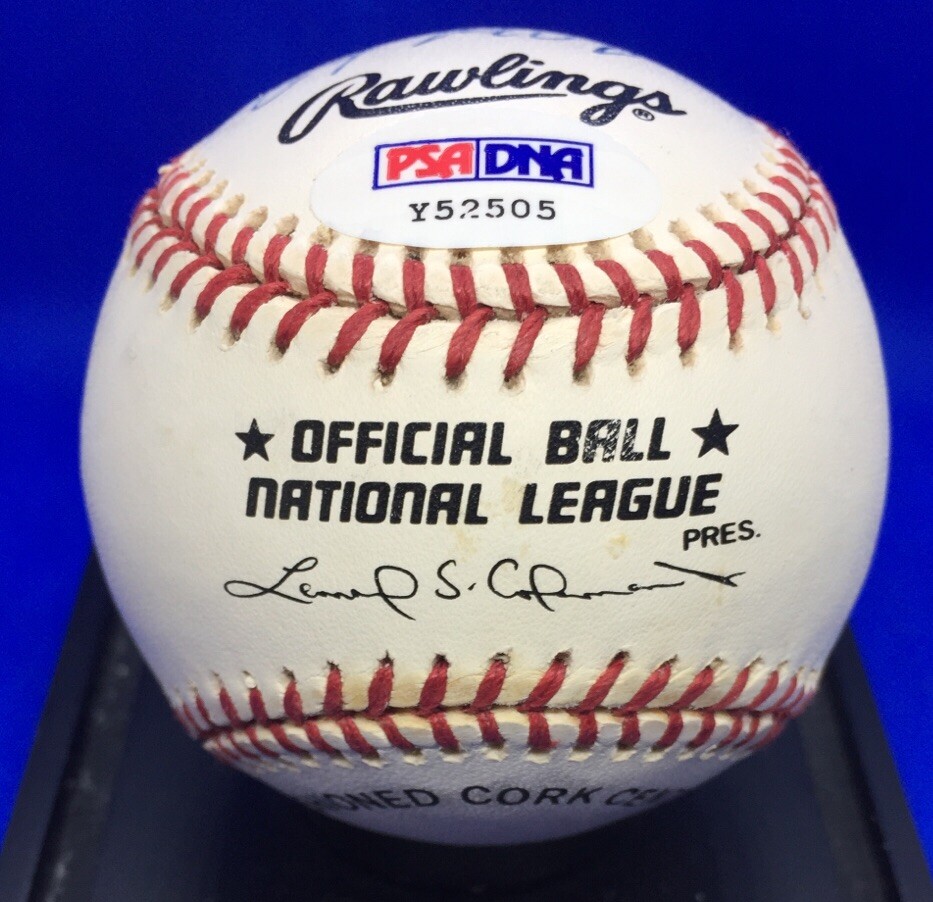 Rawlings®
PSA DNA
Y52505
★ OFFICIAL BALL ★
NATIONAL LEAGUE
PRES.
Leonard S. Coleman
CORK